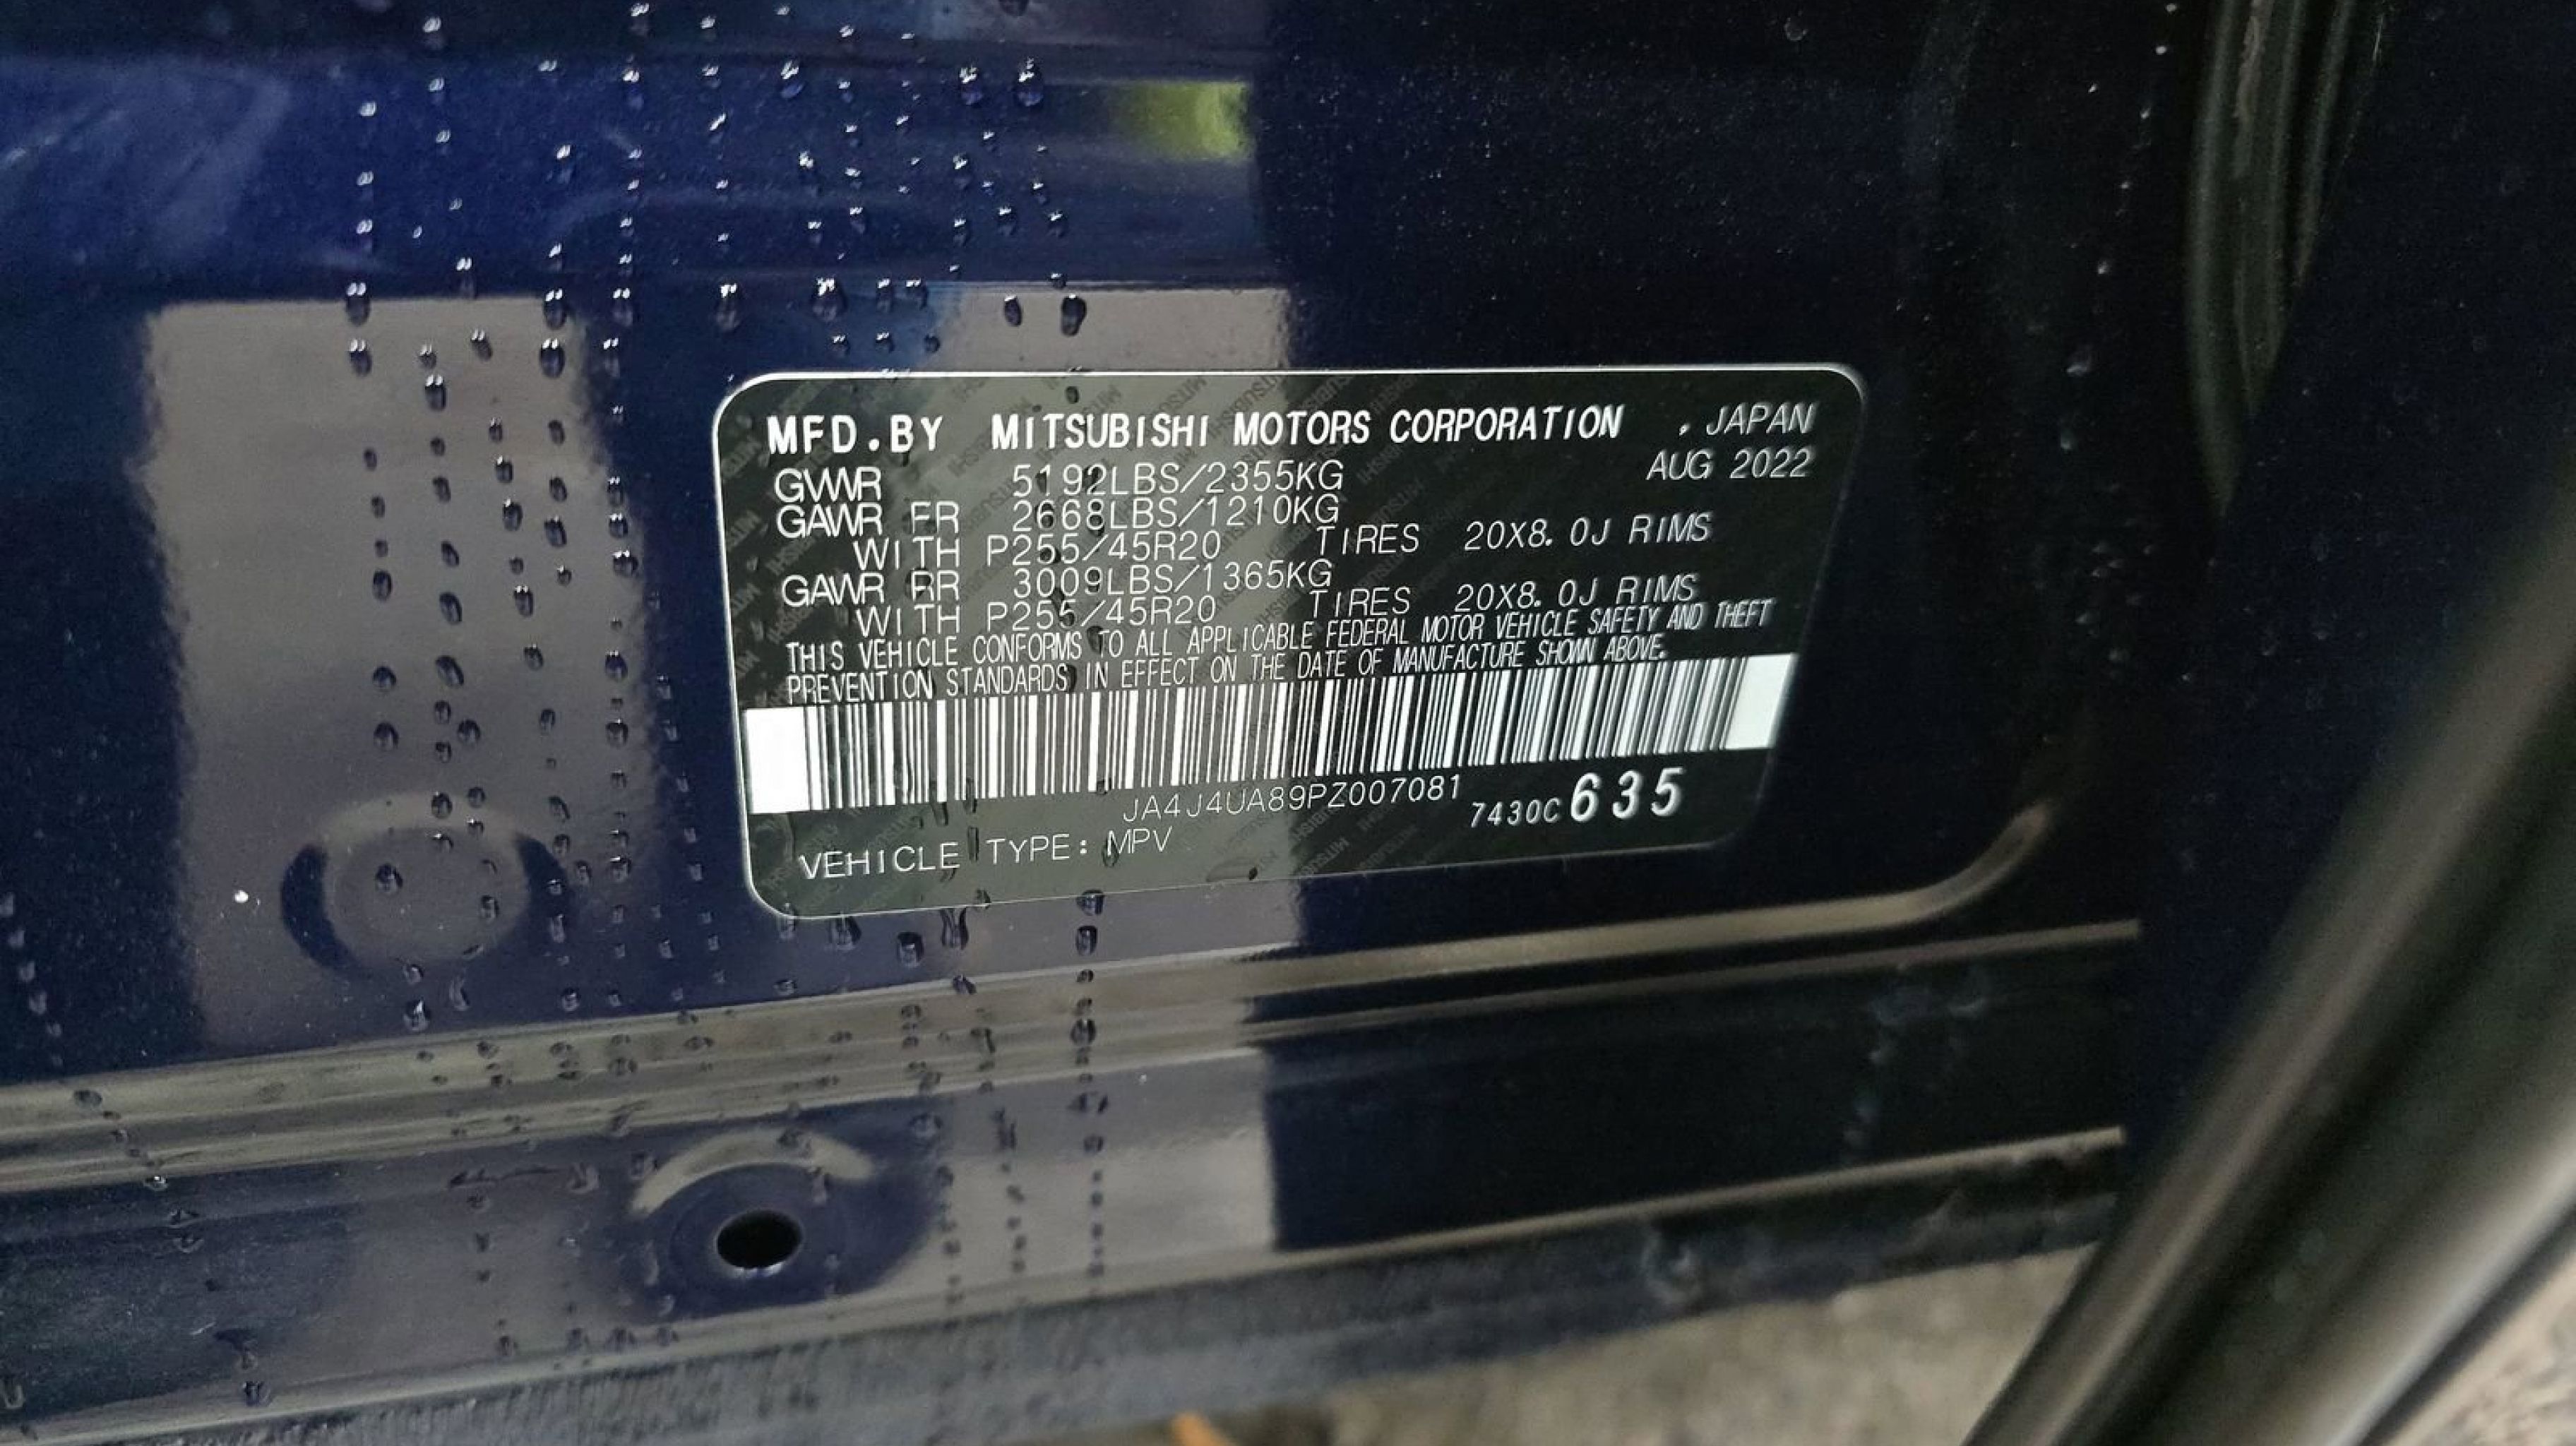 MFD.BY MITSUBISHI MOTORS CORPORATION , JAPAN
GVWR 5192LBS/2355KG AUG 2022
GAWR FR 2668LBS/1210KG
WITH P255/45R20 TIRES 20X8.0J RIMS
GAWR RR 3009LBS/1365KG
WITH P255/45R20 TIRES 20X8.0J RIMS
THIS VEHICLE CONFORMS TO ALL APPLICABLE FEDERAL MOTOR VEHICLE SAFETY AND THEFT
PREVENTION STANDARDS IN EFFECT ON THE DATE OF MANUFACTURE SHOWN ABOVE.
JA4J4UA89PZ007081 7430C635
VEHICLE TYPE: MPV